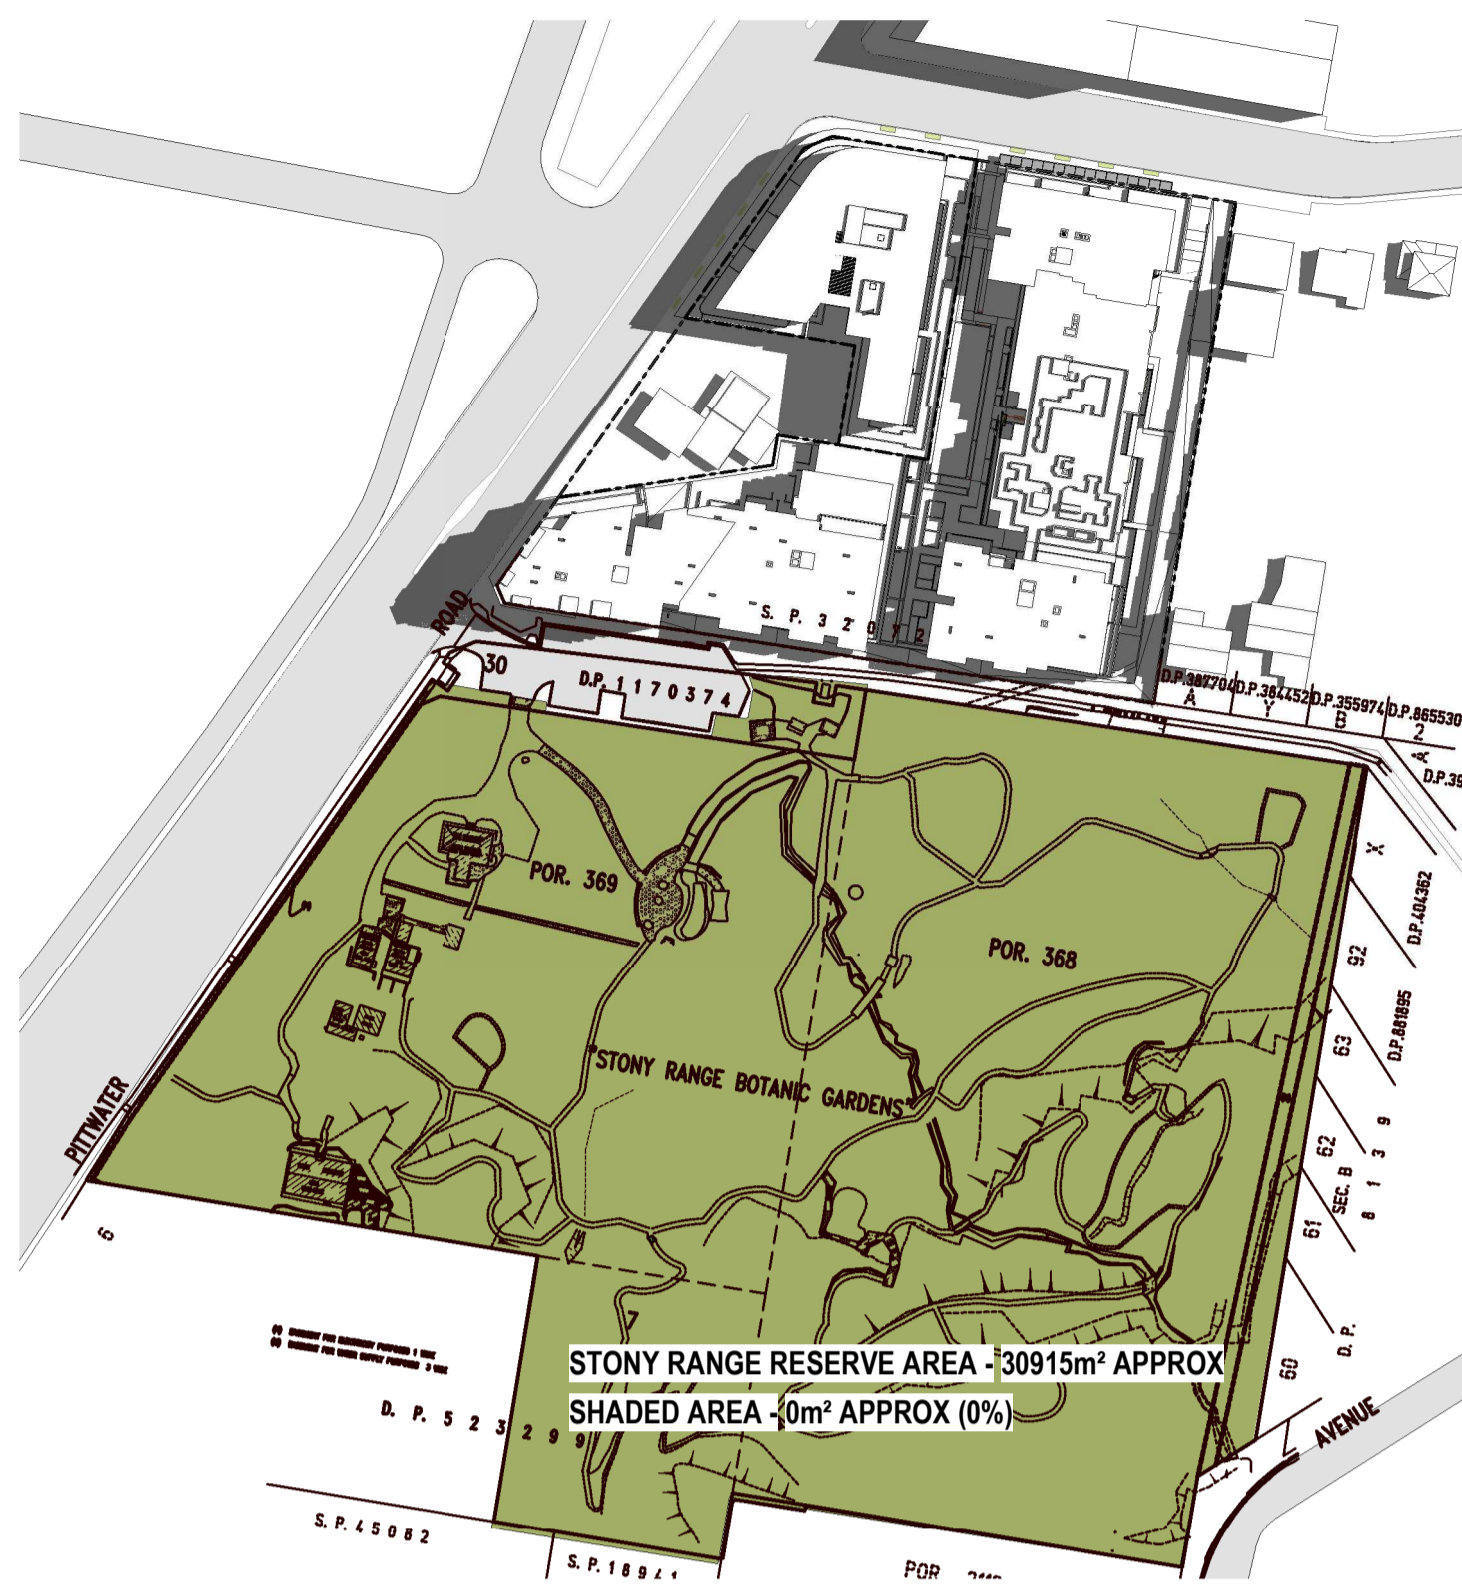 S. P. 3 2 0 7 2
ROAD
30
D.P. 1 1 7 0 3 7 4
D.P.387704
D.P.384452
D.P.355974
D.P.865530
A
Y
B
2
D.P.39
X
POR. 369
POR. 368
D.P.404362
92
D.P.881895
63
"STONY RANGE BOTANIC GARDENS"
PITTWATER
62
SEC. B
8 1 3 9
61
6
7
D. P.
60
STONY RANGE RESERVE AREA - 30915m² APPROX
SHADED AREA - 0m² APPROX (0%)
D. P. 5 2 3 2 9 9
AVENUE
S. P. 4 5 0 8 2
S. P. 1 8 9 4 1
POR.